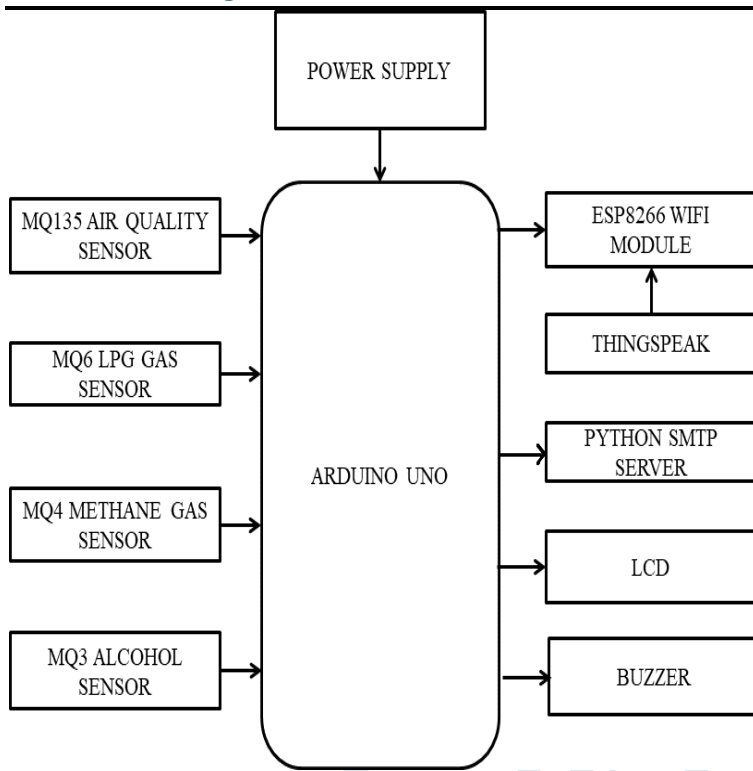 POWER SUPPLY
MQ135 AIR QUALITY
SENSOR
MQ6 LPG GAS
SENSOR
MQ4 METHANE GAS
SENSOR
MQ3 ALCOHOL
SENSOR
ARDUINO UNO
ESP8266 WIFI
MODULE
THINGSPEAK
PYTHON SMTP
SERVER
LCD
BUZZER